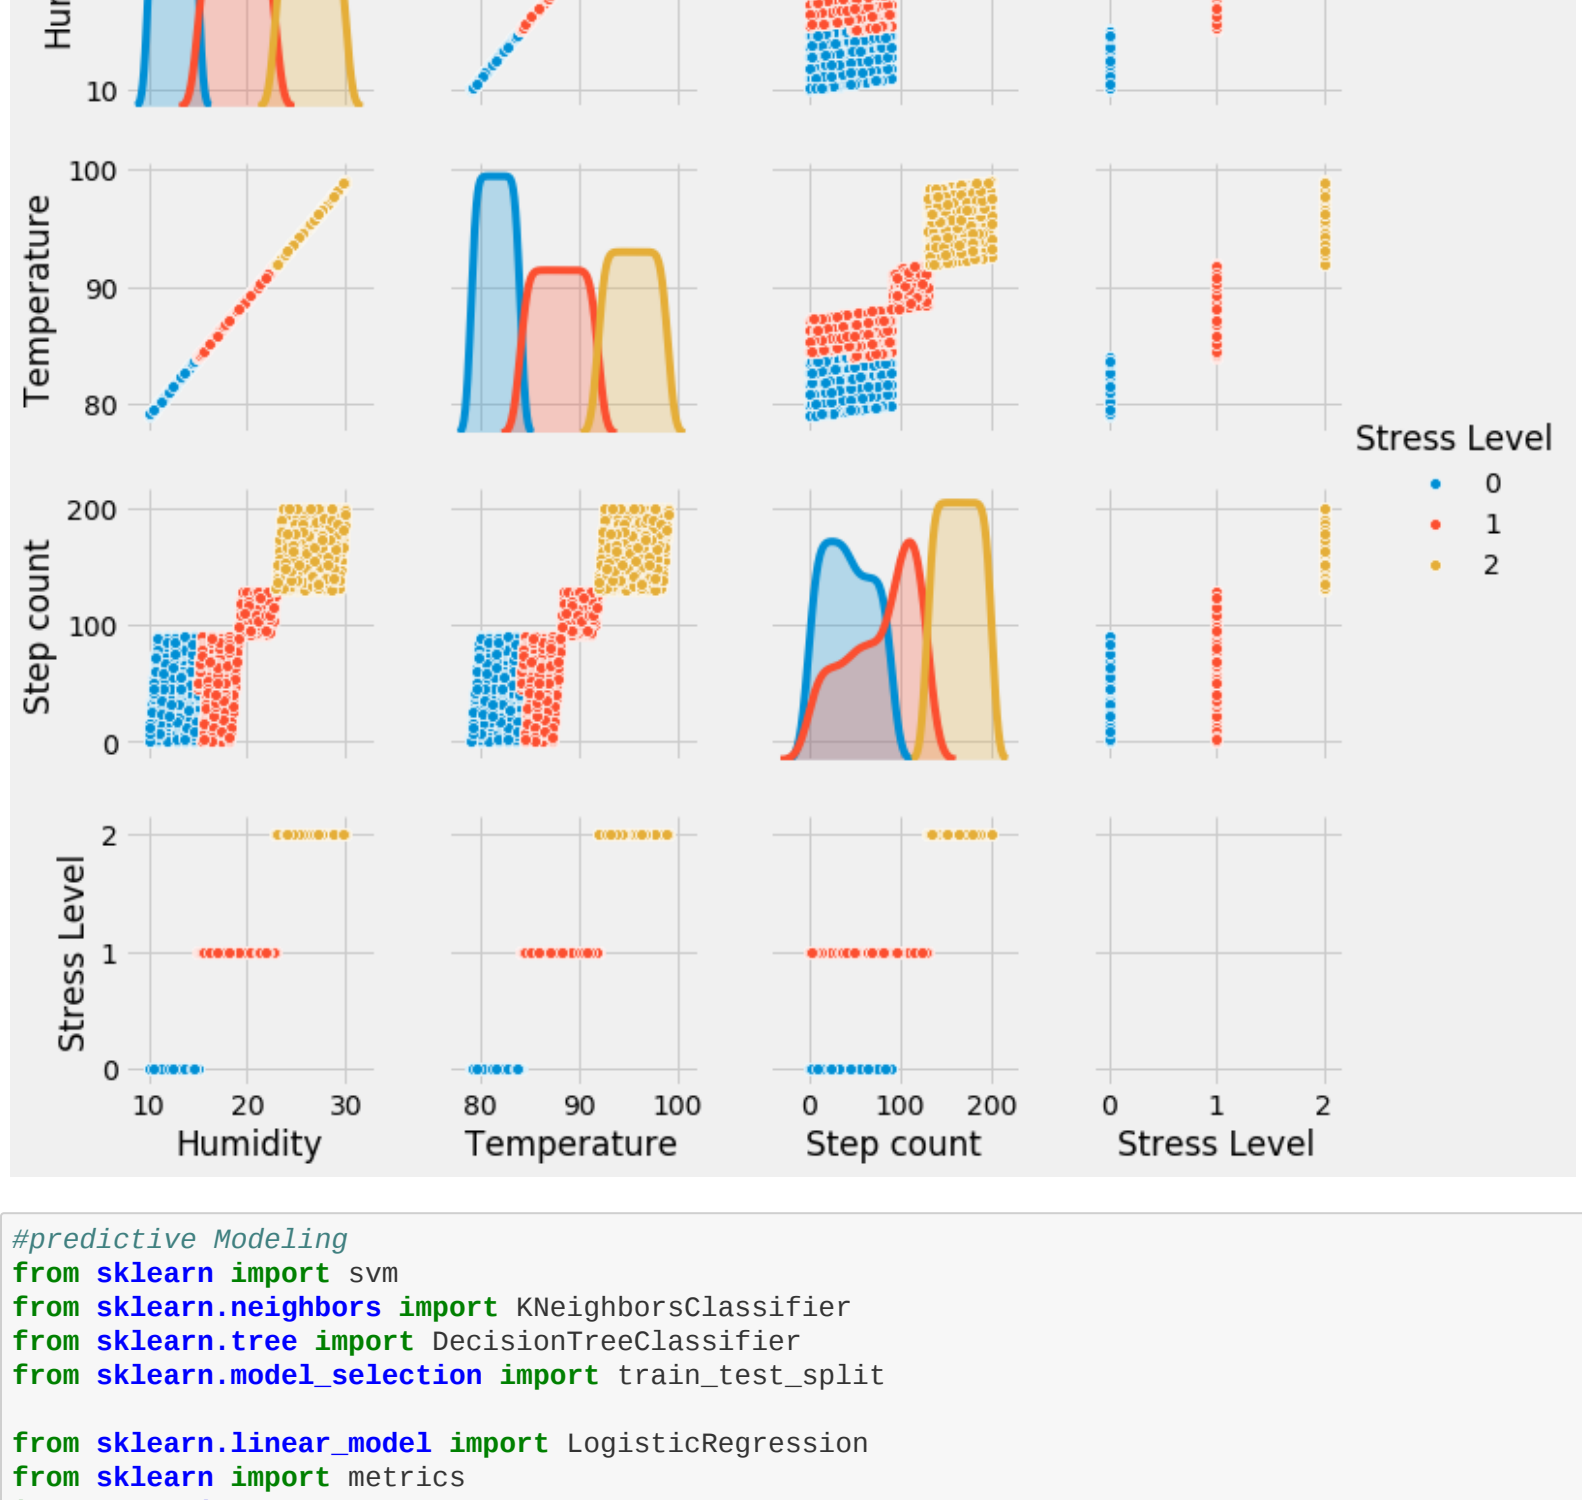 Hur
10
100
90
80
Temperature
Stress Level
0
1
2
200
100
0
Step count
2
1
0
Stress Level
10 20 30 80 90 100 0 100 200 0 1 2
Humidity Temperature Step count Stress Level
#predictive Modeling
from sklearn import svm
from sklearn.neighbors import KNeighborsClassifier
from sklearn.tree import DecisionTreeClassifier
from sklearn.model_selection import train_test_split
from sklearn.linear_model import LogisticRegression
from sklearn import metrics